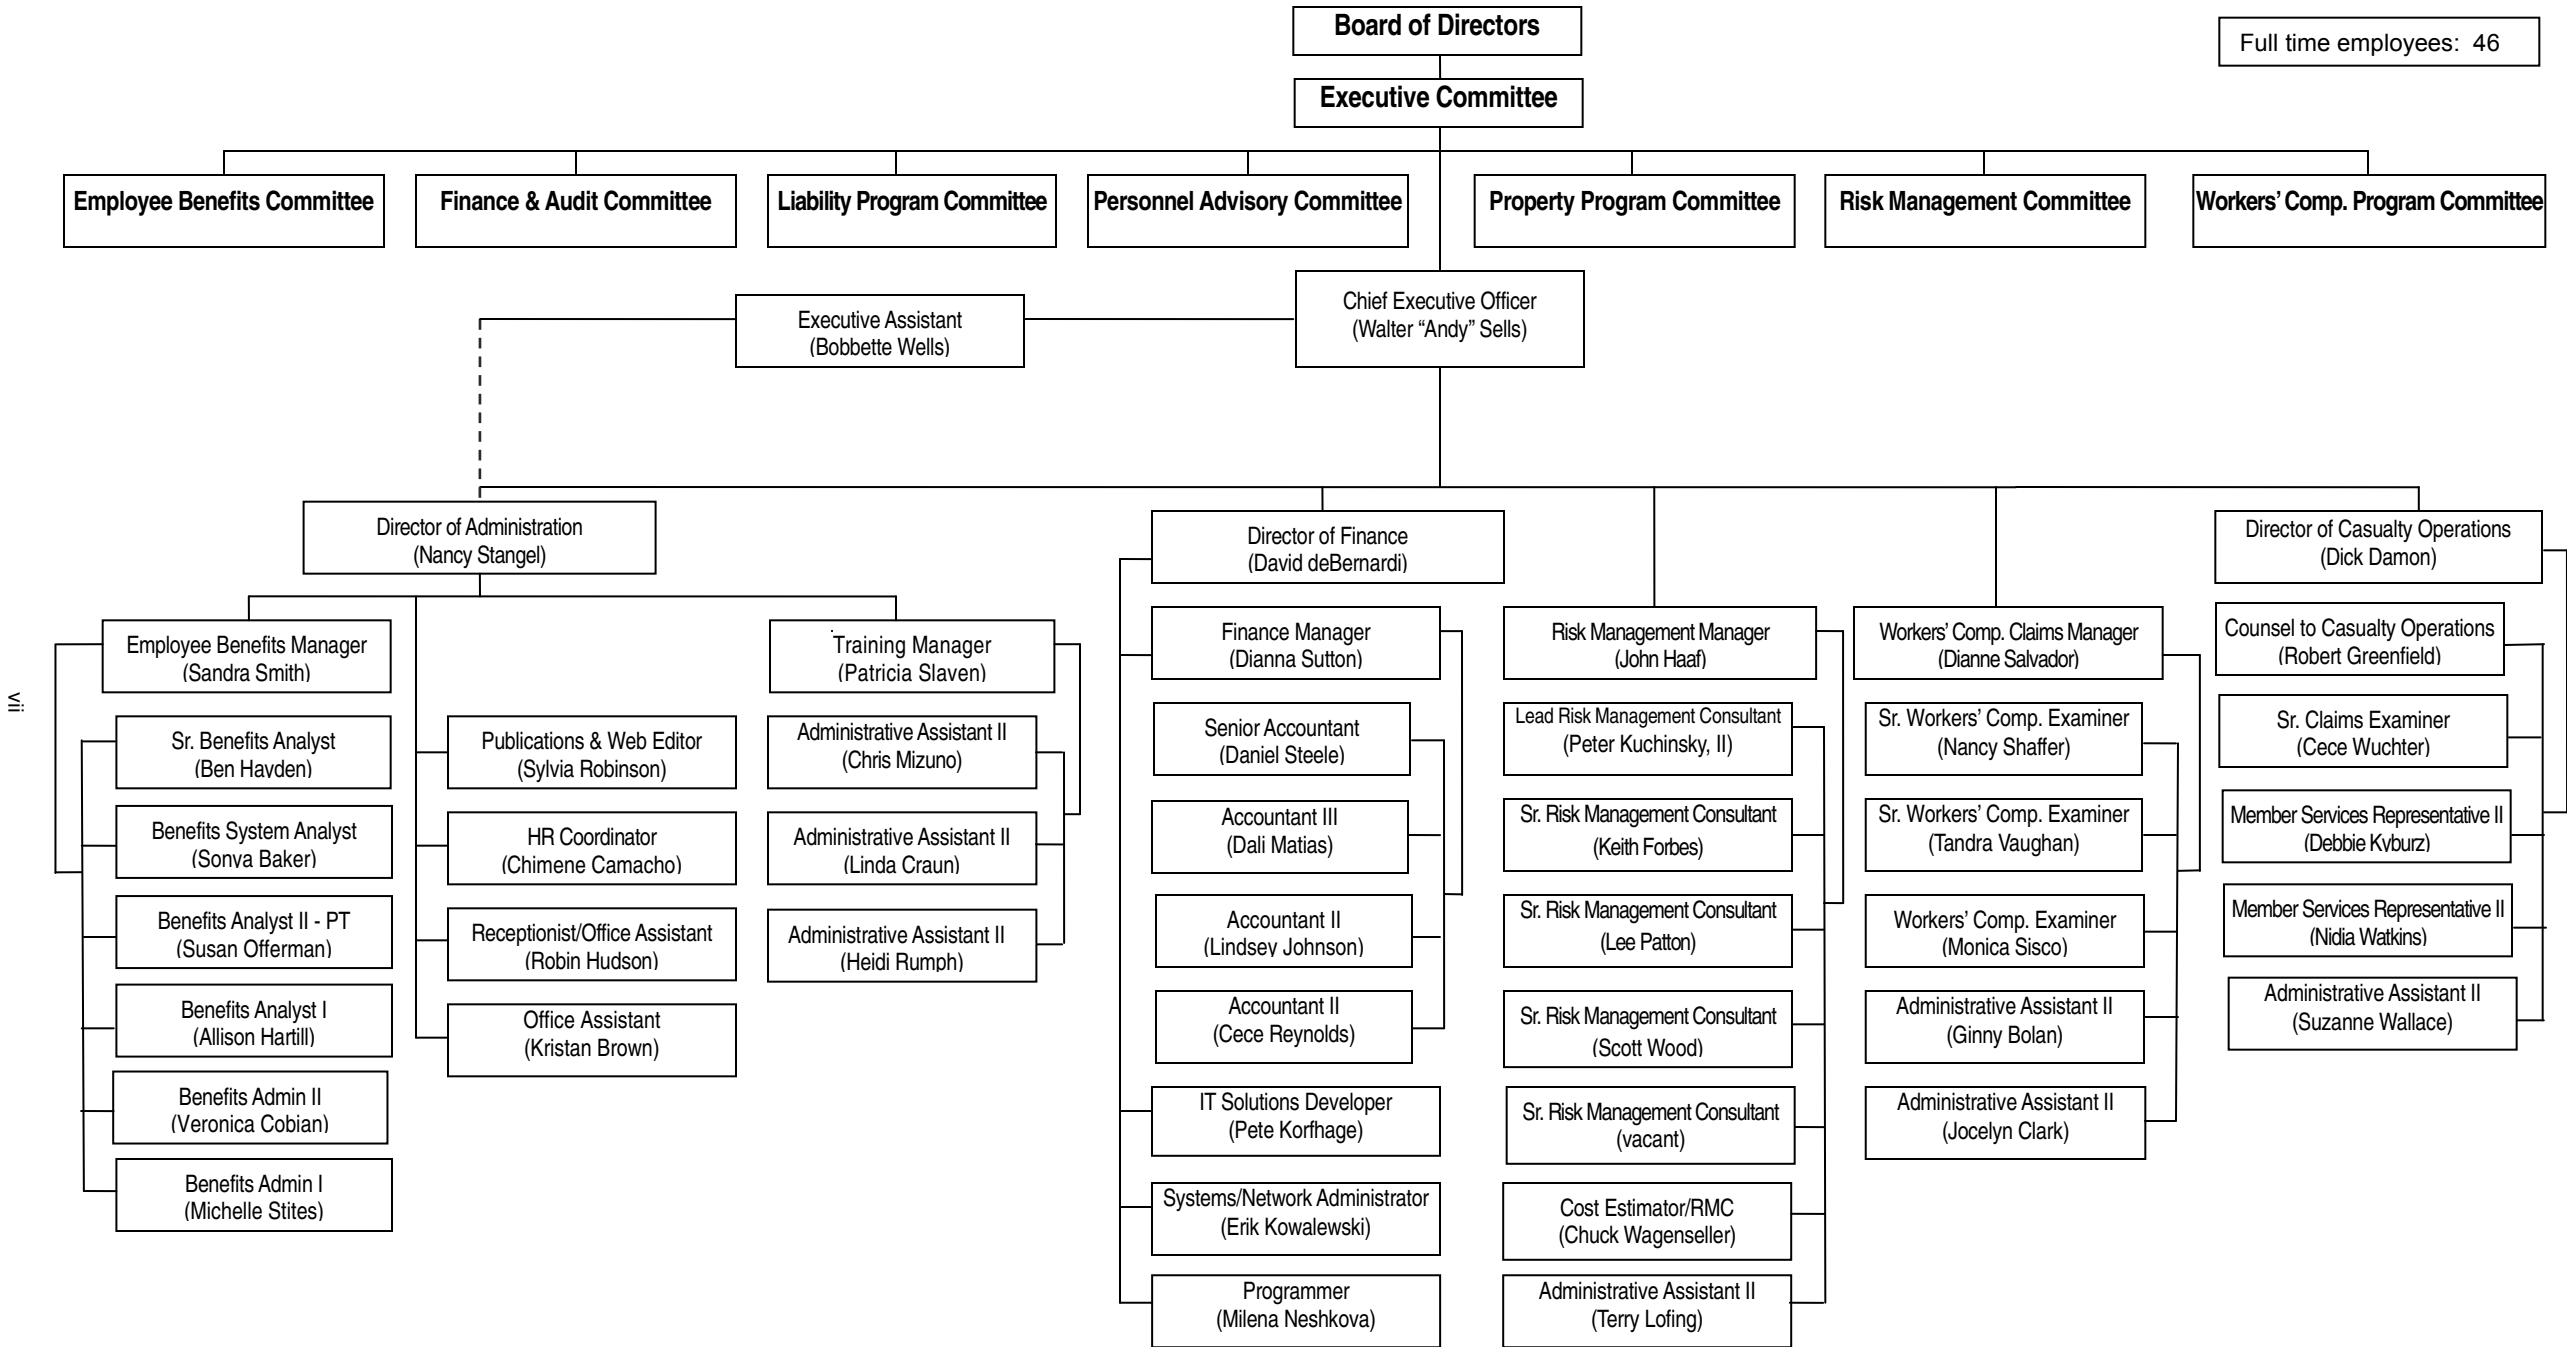 Board of Directors
Full time employees: 46
Executive Committee
Employee Benefits Committee
Finance & Audit Committee
Liability Program Committee
Personnel Advisory Committee
Property Program Committee
Risk Management Committee
Workers' Comp. Program Committee
Chief Executive Officer
(Walter “Andy” Sells)
Executive Assistant
(Bobbette Wells)
Director of Administration
(Nancy Stangel)
Employee Benefits Manager
(Sandra Smith)
Sr. Benefits Analyst
(Ben Hayden)
Benefits System Analyst
(Sonya Baker)
Benefits Analyst II - PT
(Susan Offerman)
Benefits Analyst I
(Allison Hartill)
Benefits Admin II
(Veronica Cobian)
Benefits Admin I
(Michelle Stites)
Publications & Web Editor
(Sylvia Robinson)
HR Coordinator
(Chimene Camacho)
Receptionist/Office Assistant
(Robin Hudson)
Office Assistant
(Kristan Brown)
Training Manager
(Patricia Slaven)
Administrative Assistant II
(Chris Mizuno)
Administrative Assistant II
(Linda Craun)
Administrative Assistant II
(Heidi Rumph)
Director of Finance
(David deBernardi)
Finance Manager
(Dianna Sutton)
Senior Accountant
(Daniel Steele)
Accountant III
(Dali Matias)
Accountant II
(Lindsey Johnson)
Accountant II
(Cece Reynolds)
IT Solutions Developer
(Pete Korfhage)
Systems/Network Administrator
(Erik Kowalewski)
Programmer
(Milena Neshkova)
Risk Management Manager
(John Haaf)
Lead Risk Management Consultant
(Peter Kuchinsky, II)
Sr. Risk Management Consultant
(Keith Forbes)
Sr. Risk Management Consultant
(Lee Patton)
Sr. Risk Management Consultant
(Scott Wood)
Sr. Risk Management Consultant
(vacant)
Cost Estimator/RMC
(Chuck Wagenseller)
Administrative Assistant II
(Terry Lofing)
Workers' Comp. Claims Manager
(Dianne Salvador)
Sr. Workers' Comp. Examiner
(Nancy Shaffer)
Sr. Workers' Comp. Examiner
(Tandra Vaughan)
Workers' Comp. Examiner
(Monica Sisco)
Administrative Assistant II
(Ginny Bolan)
Administrative Assistant II
(Jocelyn Clark)
Director of Casualty Operations
(Dick Damon)
Counsel to Casualty Operations
(Robert Greenfield)
Sr. Claims Examiner
(Cece Wuchter)
Member Services Representative II
(Debbie Kyburz)
Member Services Representative II
(Nidia Watkins)
Administrative Assistant II
(Suzanne Wallace)
vii